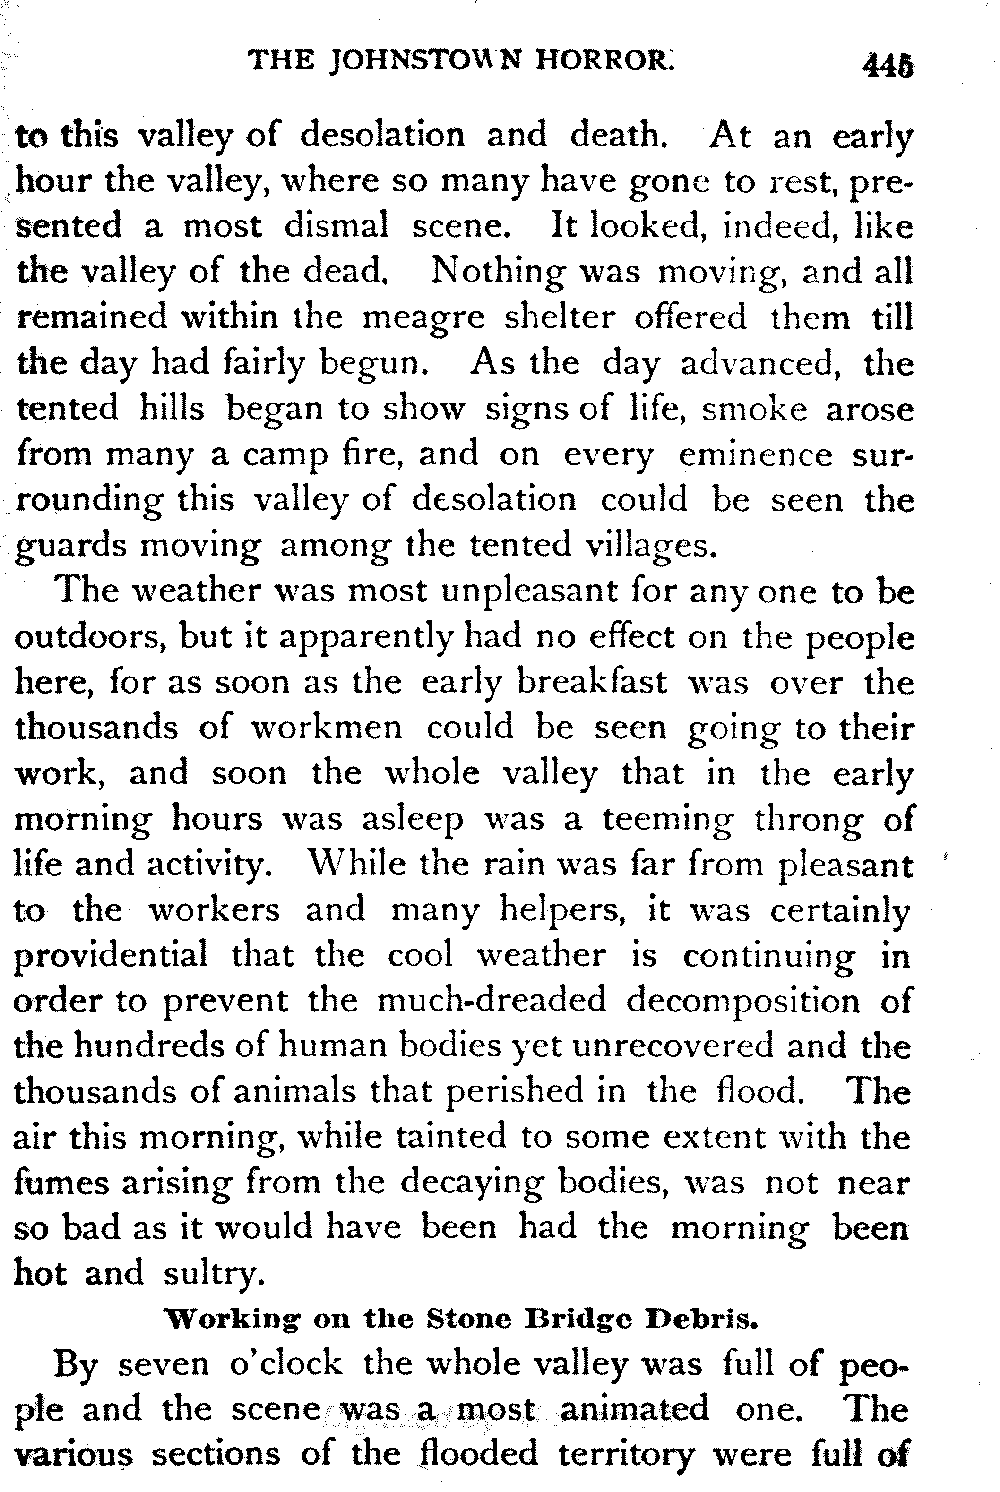 THE JOHNSTOWN HORROR. 445
to this valley of desolation and death. At an early
hour the valley, where so many have gone to rest, pre-
sented a most dismal scene. It looked, indeed, like
the valley of the dead. Nothing was moving, and all
remained within the meagre shelter offered them till
the day had fairly begun. As the day advanced, the
tented hills began to show signs of life, smoke arose
from many a camp fire, and on every eminence sur-
rounding this valley of desolation could be seen the
guards moving among the tented villages.
The weather was most unpleasant for any one to be
outdoors, but it apparently had no effect on the people
here, for as soon as the early breakfast was over the
thousands of workmen could be seen going to their
work, and soon the whole valley that in the early
morning hours was asleep was a teeming throng of
life and activity. While the rain was far from pleasant
to the workers and many helpers, it was certainly
providential that the cool weather is continuing in
order to prevent the much-dreaded decomposition of
the hundreds of human bodies yet unrecovered and the
thousands of animals that perished in the flood. The
air this morning, while tainted to some extent with the
fumes arising from the decaying bodies, was not near
so bad as it would have been had the morning been
hot and sultry.
Working on the Stone Bridge Debris.
By seven o'clock the whole valley was full of peo-
ple and the scene was a most animated one. The
various sections of the flooded territory were full of